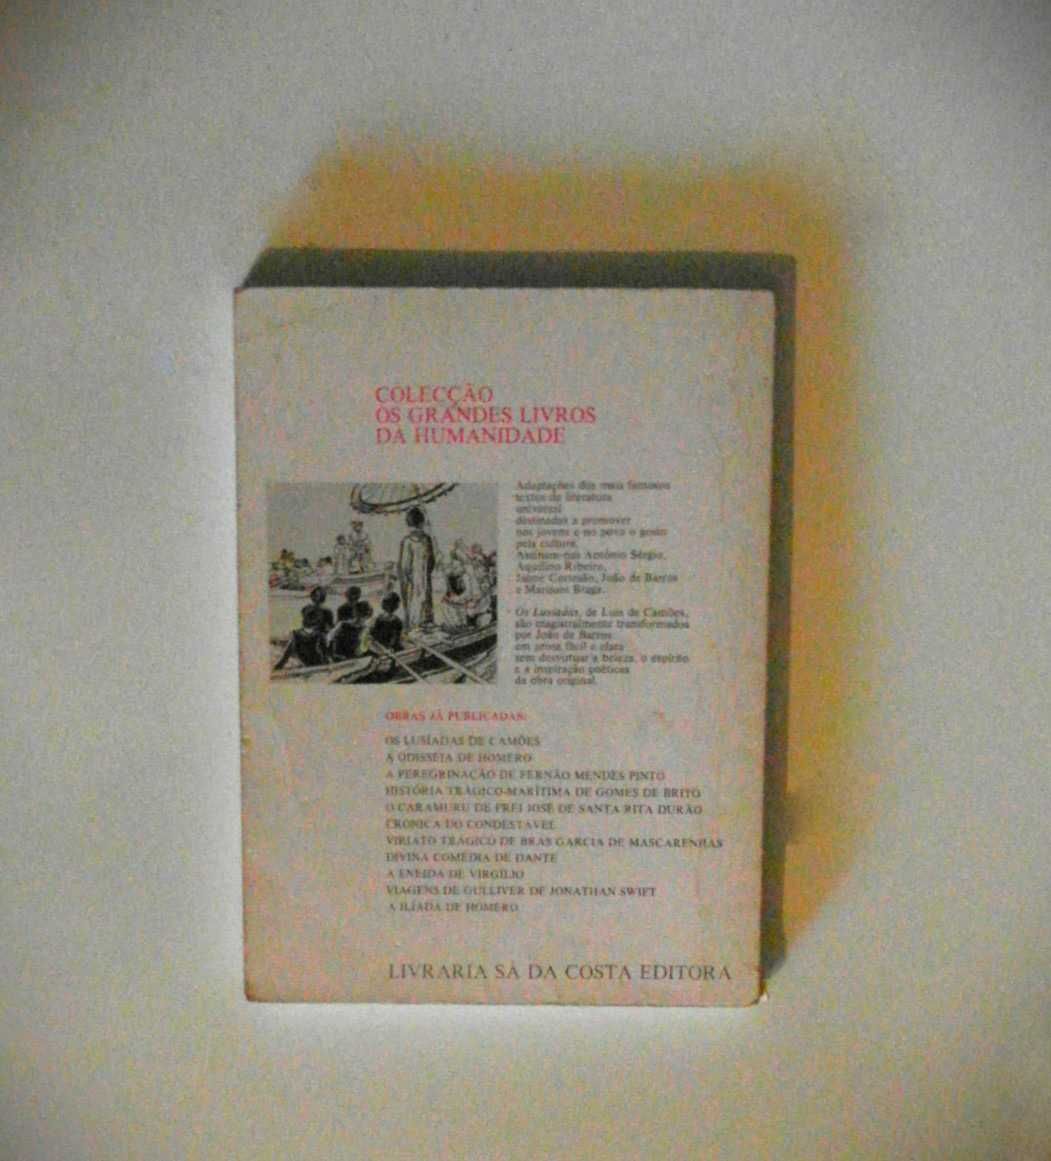 COLECÇÃO
OS GRANDES LIVROS
DA HUMANIDADE
Adaptações dos mais famosos
textos de literatura
universal
destinadas a promover
nos jovens e no povo o gosto
pela cultura.
Assinam-nas António Sérgio,
Aquilino Ribeiro,
Jaime Cortesão, João de Barros
e Marques Braga.
Os Lusíadas, de Luís de Camões,
são magistralmente transformados
por João de Barros
em prosa fácil e clara
sem desvirtuar a beleza, o espírito
e a inspiração poéticas
da obra original.
OBRAS JÁ PUBLICADAS:
OS LUSÍADAS DE CAMÕES
A ODISSEIA DE HOMERO
A PEREGRINAÇÃO DE FERNÃO MENDES PINTO
HISTÓRIA TRÁGICO-MARÍTIMA DE GOMES DE BRITO
O CARAMURU DE FREI JOSÉ DE SANTA RITA DURÃO
CRÓNICA DO CONDESTÁVEL
VIRIATO TRÁGICO DE BRÁS GARCIA DE MASCARENHAS
DIVINA COMÉDIA DE DANTE
A ENEIDA DE VIRGÍLIO
VIAGENS DE GULLIVER DE JONATHAN SWIFT
A ILÍADA DE HOMERO
LIVRARIA SÁ DA COSTA EDITORA